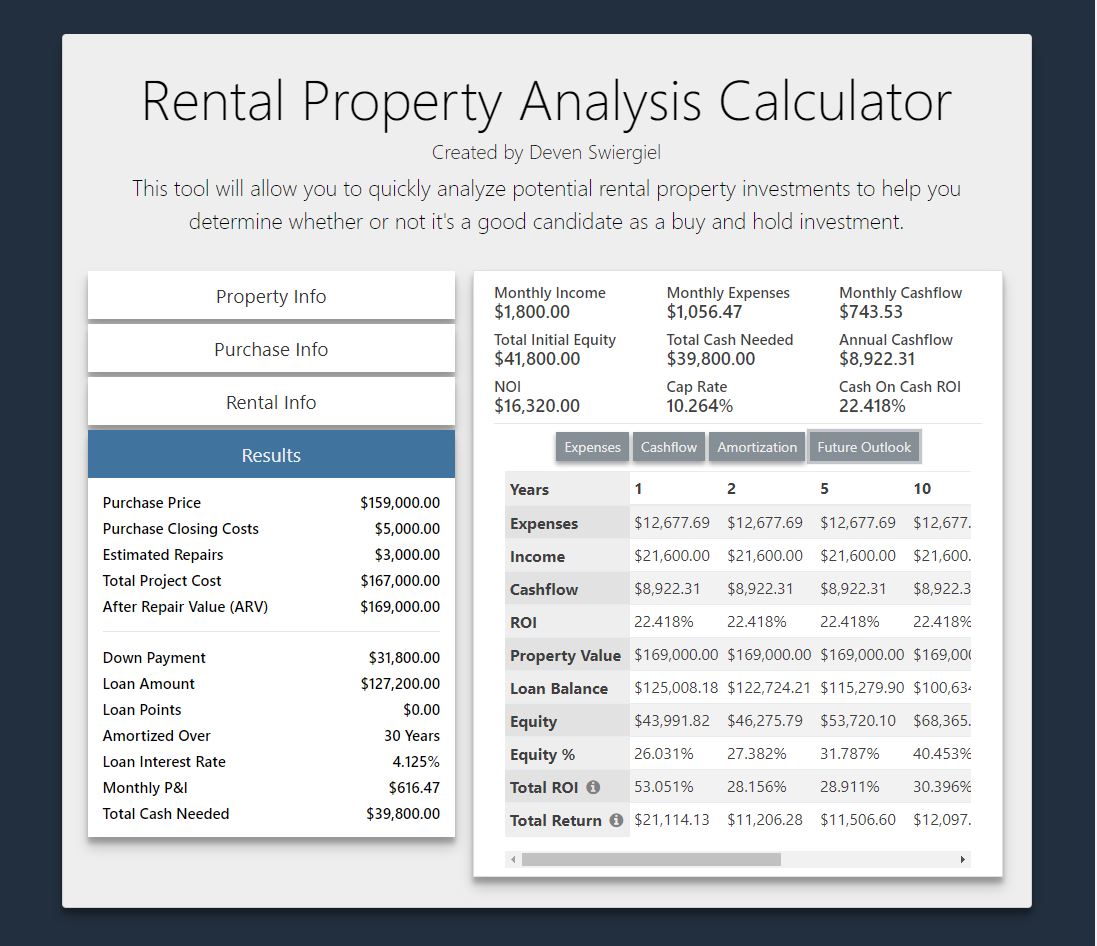 Rental Property Analysis Calculator
Created by Deven Swiergiel
This tool will allow you to quickly analyze potential rental property investments to help you
determine whether or not it's a good candidate as a buy and hold investment.
Property Info
Purchase Info
Rental Info
Results
Purchase Price $159,000.00
Purchase Closing Costs $5,000.00
Estimated Repairs $3,000.00
Total Project Cost $167,000.00
After Repair Value (ARV) $169,000.00
Down Payment $31,800.00
Loan Amount $127,200.00
Loan Points $0.00
Amortized Over 30 Years
Loan Interest Rate 4.125%
Monthly P&I $616.47
Total Cash Needed $39,800.00
Monthly Income Monthly Expenses Monthly Cashflow
$1,800.00 $1,056.47 $743.53
Total Initial Equity Total Cash Needed Annual Cashflow
$41,800.00 $39,800.00 $8,922.31
NOI Cap Rate Cash On Cash ROI
$16,320.00 10.264% 22.418%
Expenses Cashflow Amortization Future Outlook
Years 1 2 5 10
Expenses $12,677.69 $12,677.69 $12,677.69 $12,677.
Income $21,600.00 $21,600.00 $21,600.00 $21,600.
Cashflow $8,922.31 $8,922.31 $8,922.31 $8,922.3
ROI 22.418% 22.418% 22.418% 22.418%
Property Value $169,000.00 $169,000.00 $169,000.00 $169,00
Loan Balance $125,008.18 $122,724.21 $115,279.90 $100,63
Equity $43,991.82 $46,275.79 $53,720.10 $68,365.
Equity % 26.031% 27.382% 31.787% 40.453%
Total ROI 53.051% 28.156% 28.911% 30.396%
Total Return $21,114.13 $11,206.28 $11,506.60 $12,097.